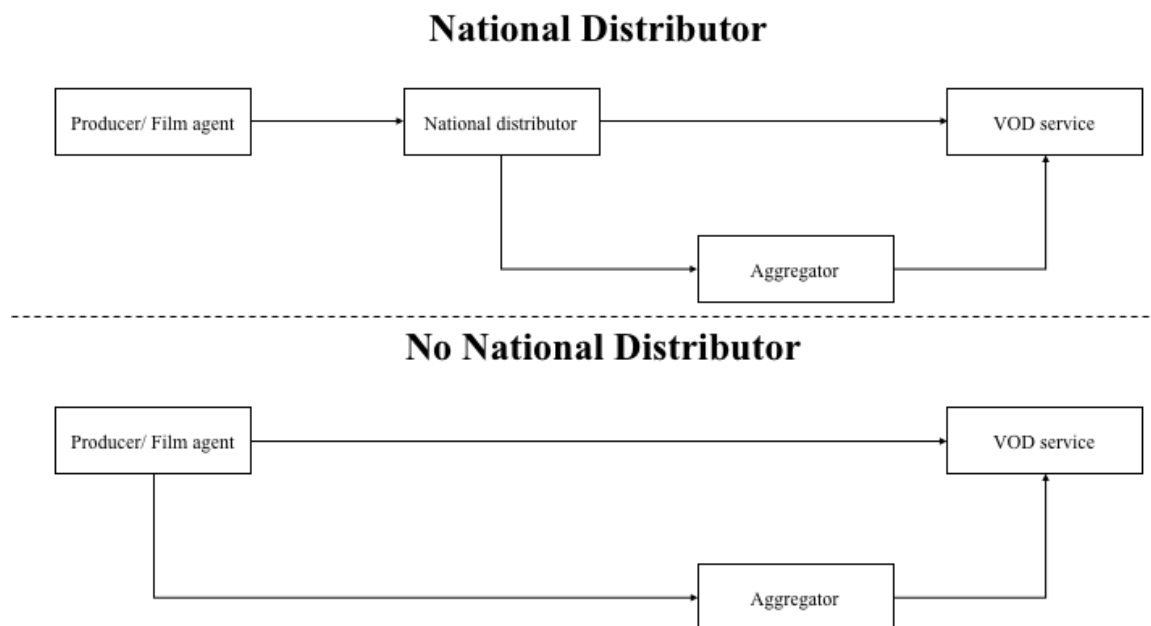 National Distributor
Producer/ Film agent
National distributor
VOD service
Aggregator
No National Distributor
Producer/ Film agent
VOD service
Aggregator